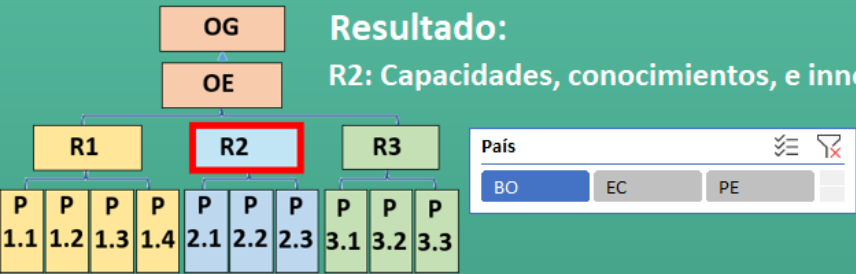 OG
Resultado:
OE
R2: Capacidades, conocimientos, e
R1
R2
R3
País
BO
EC
PE
P P P P P P P P P P
1.1 1.2 1.3 1.4 2.1 2.2 2.3 3.1 3.2 3.3